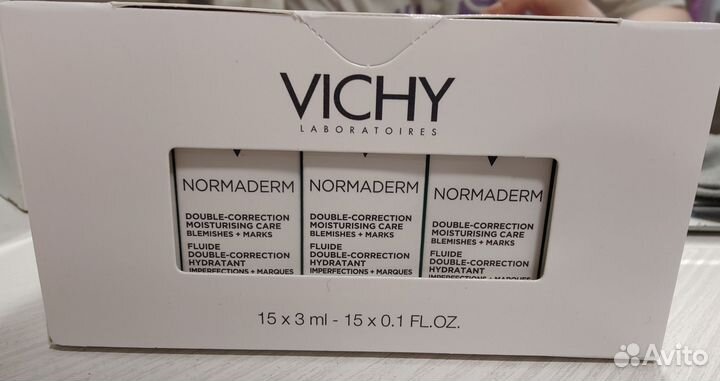 VICHY
LABORATOIRES
NORMADERM
DOUBLE-CORRECTION
MOISTURISING CARE
BLEMISHES + MARKS
FLUIDE
DOUBLE-CORRECTION
HYDRATANT
IMPERFECTIONS + MARQUES
NORMADERM
DOUBLE-CORRECTION
MOISTURISING CARE
BLEMISHES + MARKS
FLUIDE
DOUBLE-CORRECTION
HYDRATANT
IMPERFECTIONS + MARQUES
NORMADERM
DOUBLE-CORRECTION
MOISTURISING CARE
BLEMISHES + MARKS
FLUIDE
DOUBLE-CORRECTION
HYDRATANT
IMPERFECTIONS + MARQUES
15 x 3 ml - 15 x 0.1 FL.OZ.
Avito